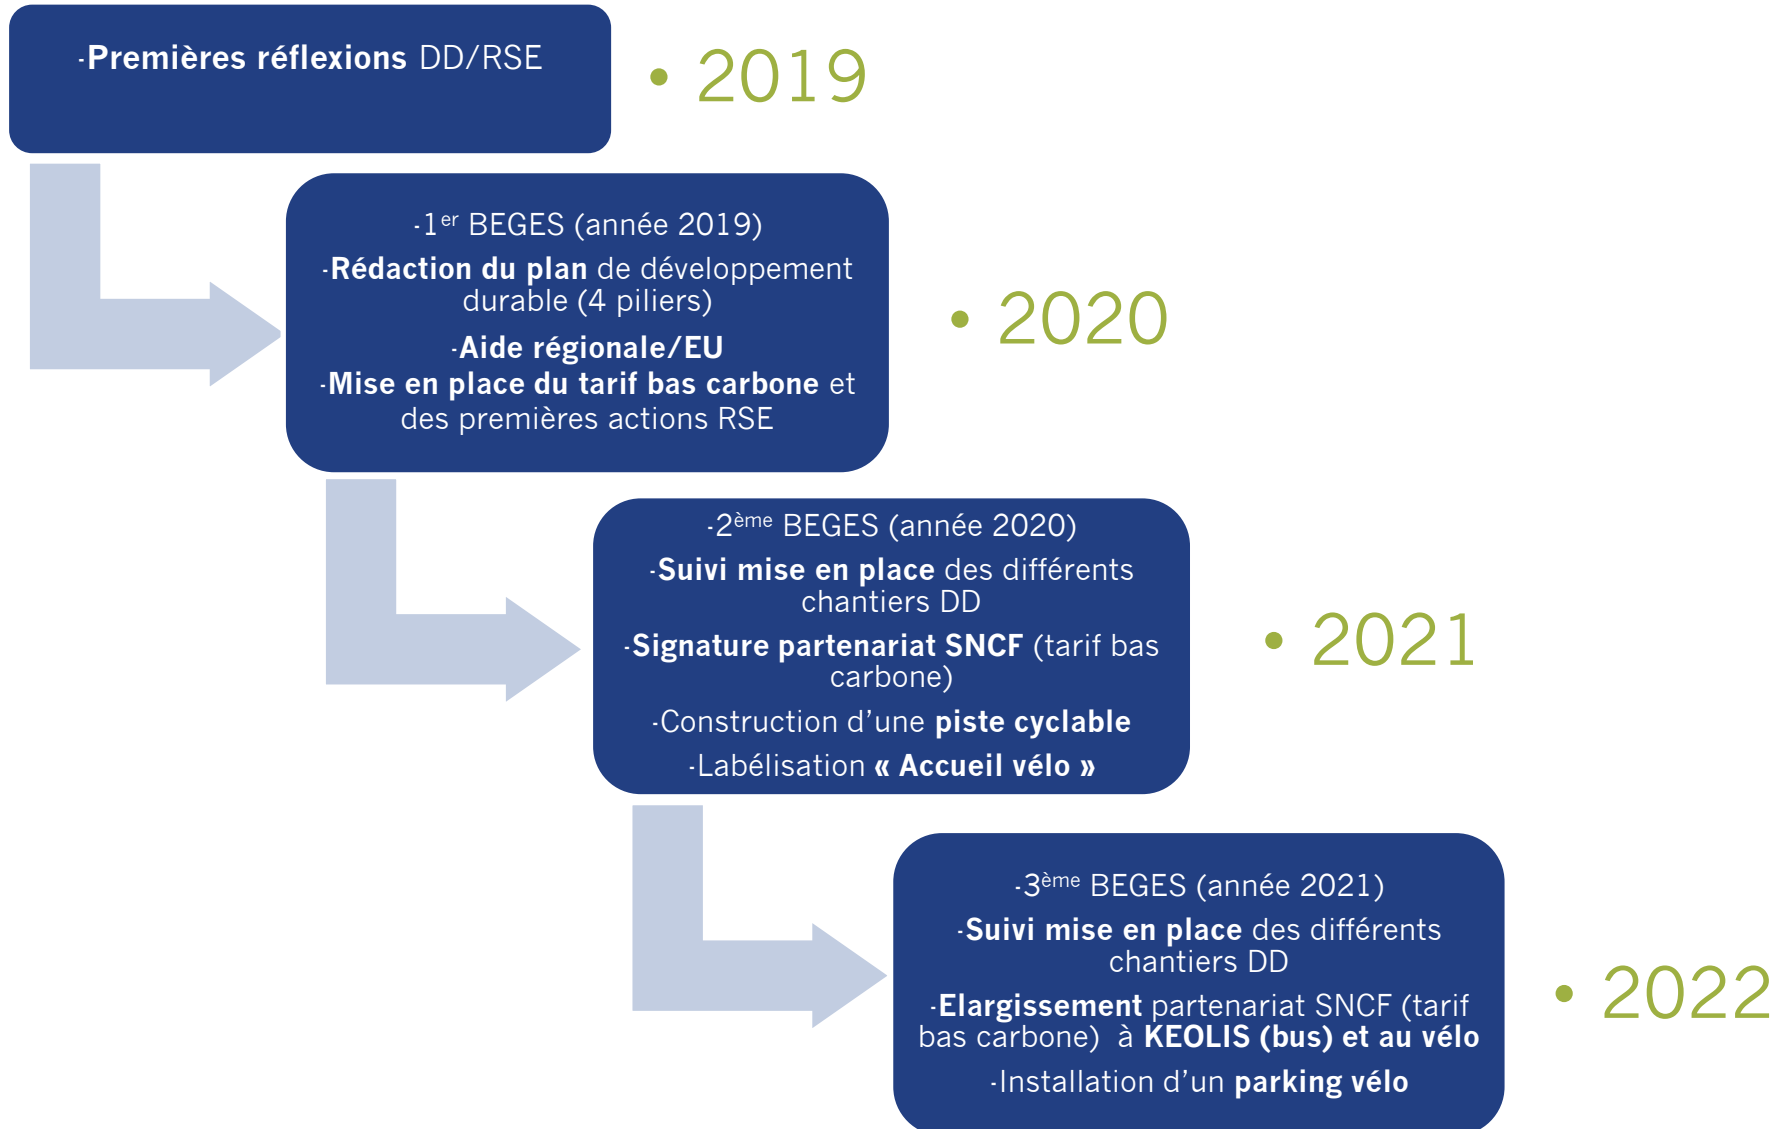 -Premières réflexions DD/RSE
• 2019
-1er BEGES (année 2019)
-Rédaction du plan de développement
durable (4 piliers)
-Aide régionale/EU
-Mise en place du tarif bas carbone et
des premières actions RSE
• 2020
-2ème BEGES (année 2020)
-Suivi mise en place des différents
chantiers DD
-Signature partenariat SNCF (tarif bas
carbone)
-Construction d’une piste cyclable
-Labélisation « Accueil vélo »
• 2021
-3ème BEGES (année 2021)
-Suivi mise en place des différents
chantiers DD
-Elargissement partenariat SNCF (tarif
bas carbone) à KEOLIS (bus) et au vélo
-Installation d’un parking vélo
• 2022